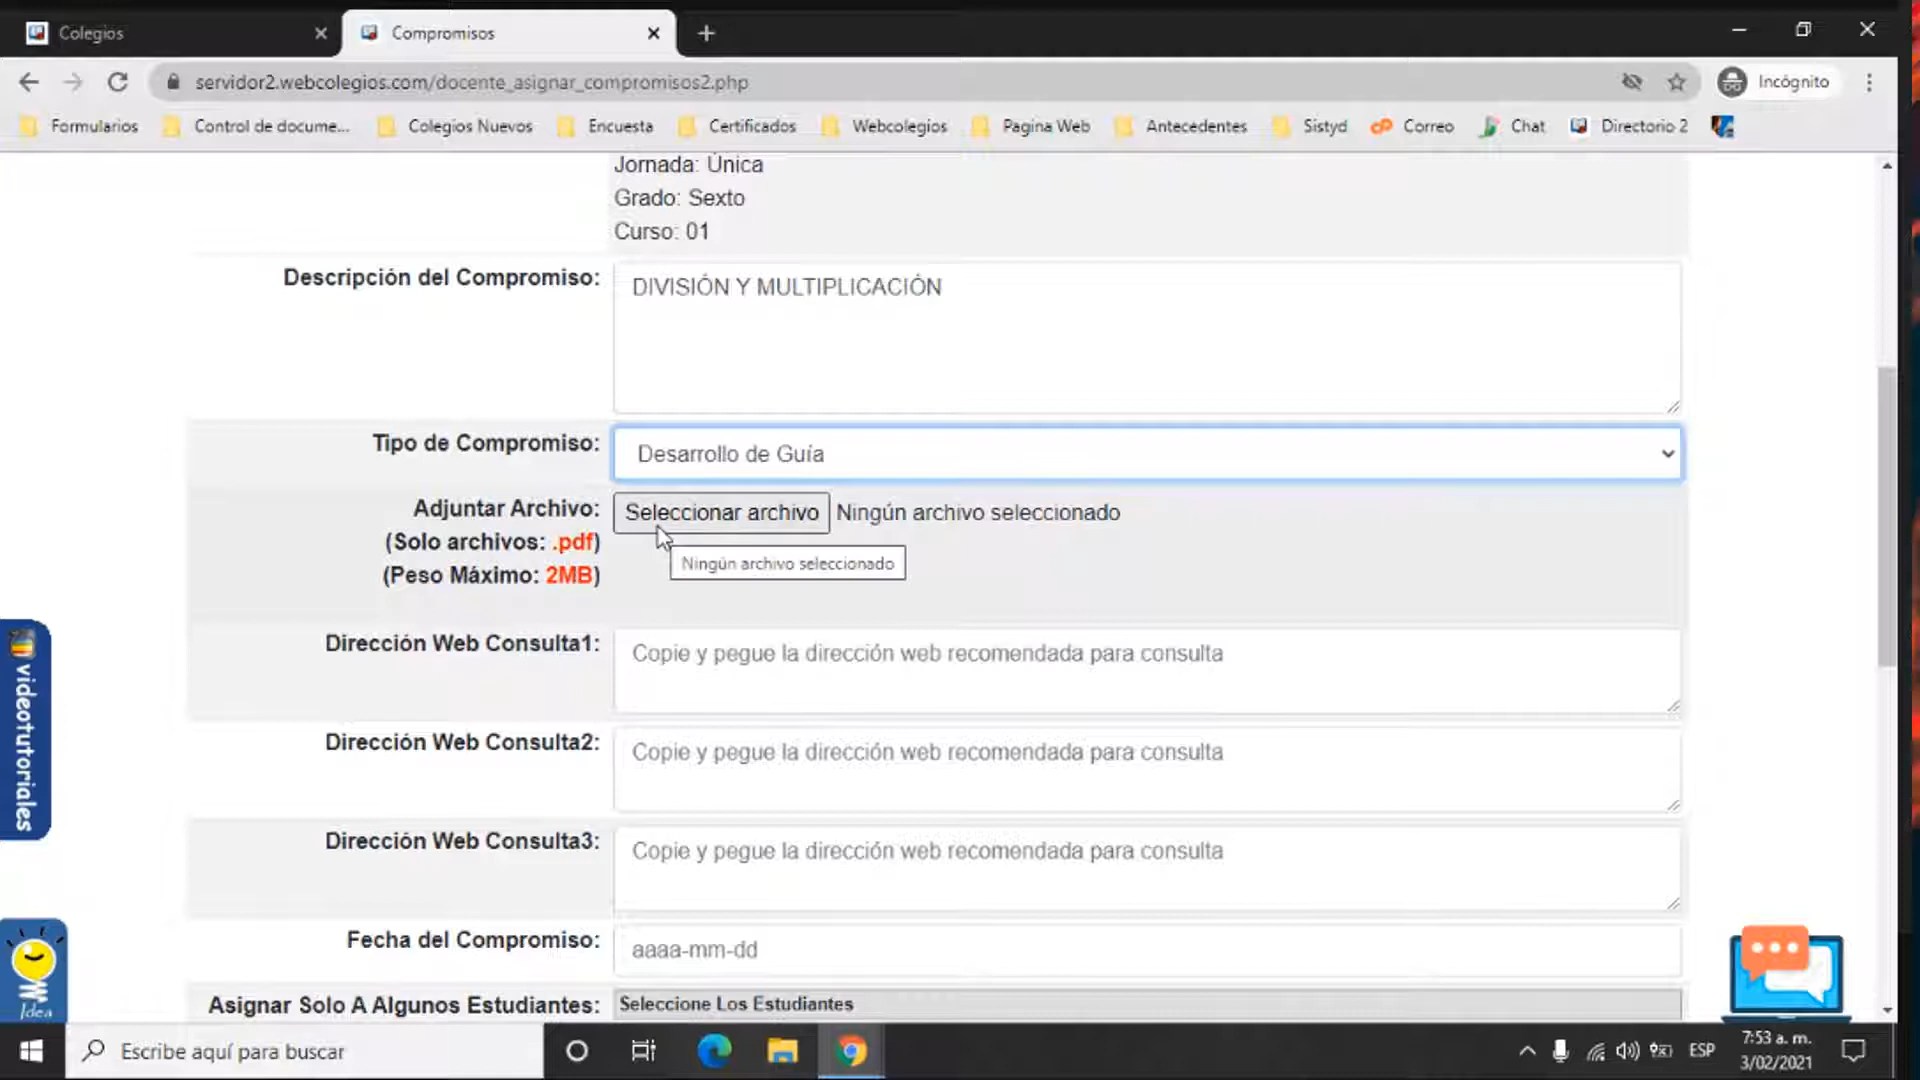 Colegios
Compromisos
servidor2.webcolegios.com/docente_asignar_compromisos2.php
Incógnito
Formularios
Control de docume...
Colegios Nuevos
Encuesta
Certificados
Webcolegios
Pagina Web
Antecedentes
Sistyd
Correo
Chat
Directorio 2
Jornada: Única
Grado: Sexto
Curso: 01
Descripción del Compromiso:
DIVISIÓN Y MULTIPLICACIÓN
Tipo de Compromiso:
Desarrollo de Guía
Adjuntar Archivo:
(Solo archivos: .pdf)
(Peso Máximo: 2MB)
Seleccionar archivo
Ningún archivo seleccionado
Ningún archivo seleccionado
Dirección Web Consulta1:
Copie y pegue la dirección web recomendada para consulta
Dirección Web Consulta2:
Copie y pegue la dirección web recomendada para consulta
Dirección Web Consulta3:
Copie y pegue la dirección web recomendada para consulta
Fecha del Compromiso:
aaaa-mm-dd
Asignar Solo A Algunos Estudiantes:
Seleccione Los Estudiantes
videotutoriales
Idea
Escribe aquí para buscar
ESP
7:53 a. m.
3/02/2021